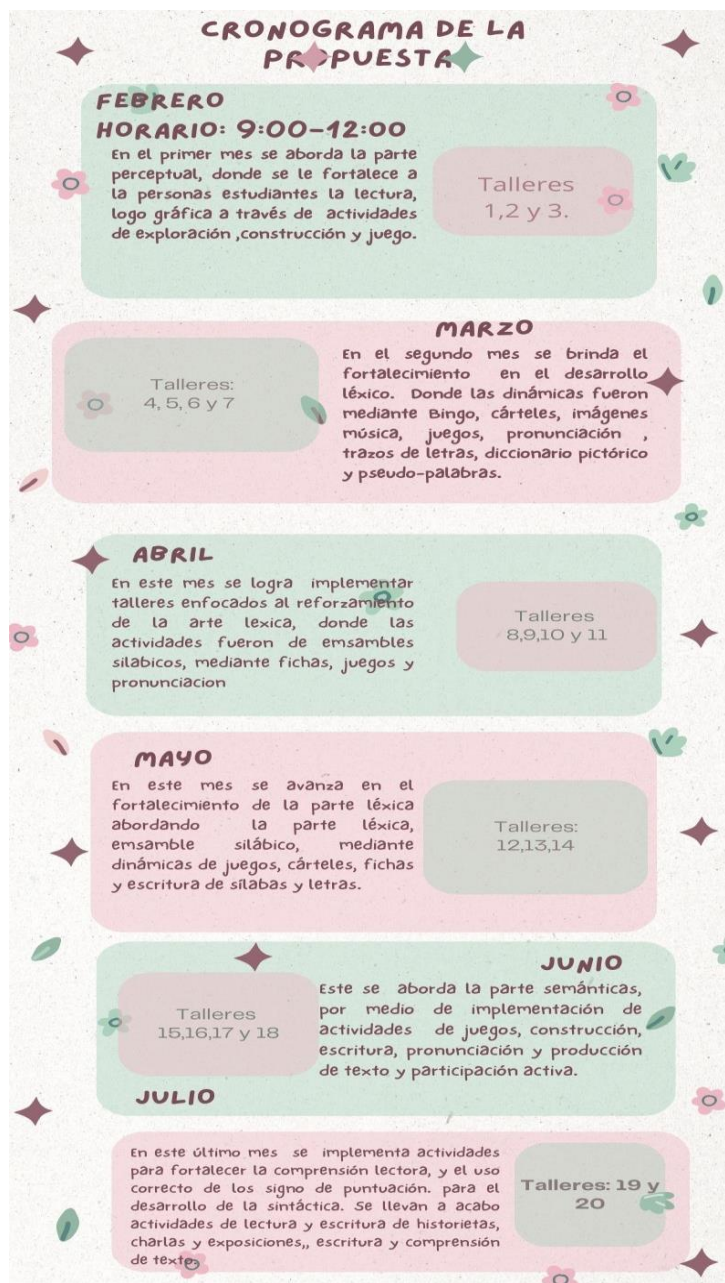 CRONOGRAMA DE LA
PROPUESTA
FEBRERO
HORARIO: 9:00-12:00
En el primer mes se aborda la parte
perceptual, donde se le fortalece a
la personas estudiantes la lectura,
logo gráfica a través de actividades
de exploración ,construcción y juego.
Talleres
1,2 y 3.
MARZO
En el segundo mes se brinda el
fortalecimiento en el desarrollo
léxico. Donde las dinámicas fueron
mediante Bingo, cárteles, imágenes
música, juegos, pronunciación ,
trazos de letras, diccionario pictórico
y pseudo-palabras.
Talleres:
4, 5, 6 y 7
ABRIL
En este mes se logra implementar
talleres enfocados al reforzamiento
de la arte lexica, donde las
actividades fueron de emsambles
silabicos, mediante fichas, juegos y
pronunciacion
Talleres
8,9,10 y 11
MAYO
En este mes se avanza en el
fortalecimiento de la parte léxica
abordando la parte léxica,
emsamble silábico, mediante
dinámicas de juegos, cárteles, fichas
y escritura de sílabas y letras.
Talleres:
12,13,14
JUNIO
Este se aborda la parte semánticas,
por medio de implementación de
actividades de juegos, construcción,
escritura, pronunciación y producción
de texto y participación activa.
Talleres
15,16,17 y 18
JULIO
En este último mes se implementa actividades
para fortalecer la comprensión lectora, y el uso
correcto de los signo de puntuación. para el
desarrollo de la sintáctica. Se llevan a acabo
actividades de lectura y escritura de historietas,
charlas y exposiciones,, escritura y comprensión
de texto.
Talleres: 19 y
20